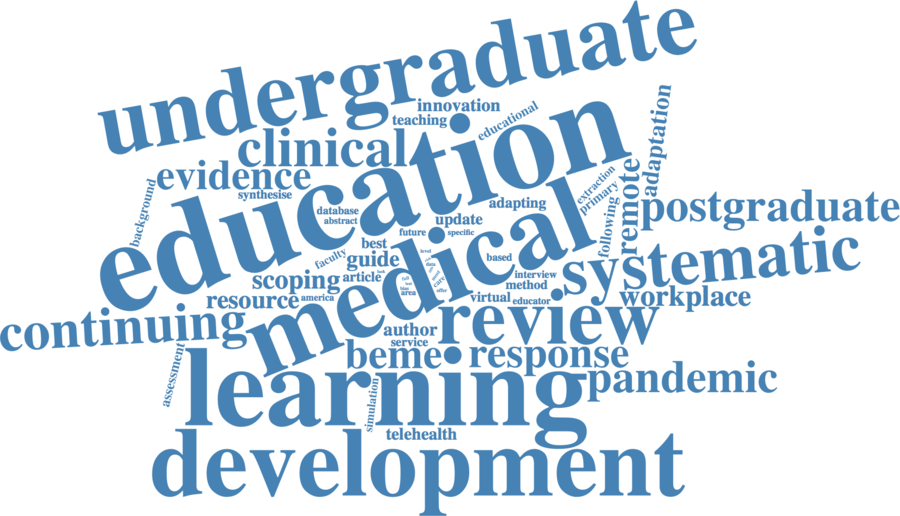 undergraduate
innovation
teaching
educational
adaptation
clinical
education
evidence
synthesise
background
extraction
primary
remote
following
adapting
database
abstract
update
postgraduate
future
specific
best
faculty
guide
level
based
medical
systematic
scoping
article
interview
method
resource
america
area
care
offer
data
virtual
educator
workplace
continuing
author
review
service
beme
response
assessment
learning
pandemic
simulation
telehealth
development